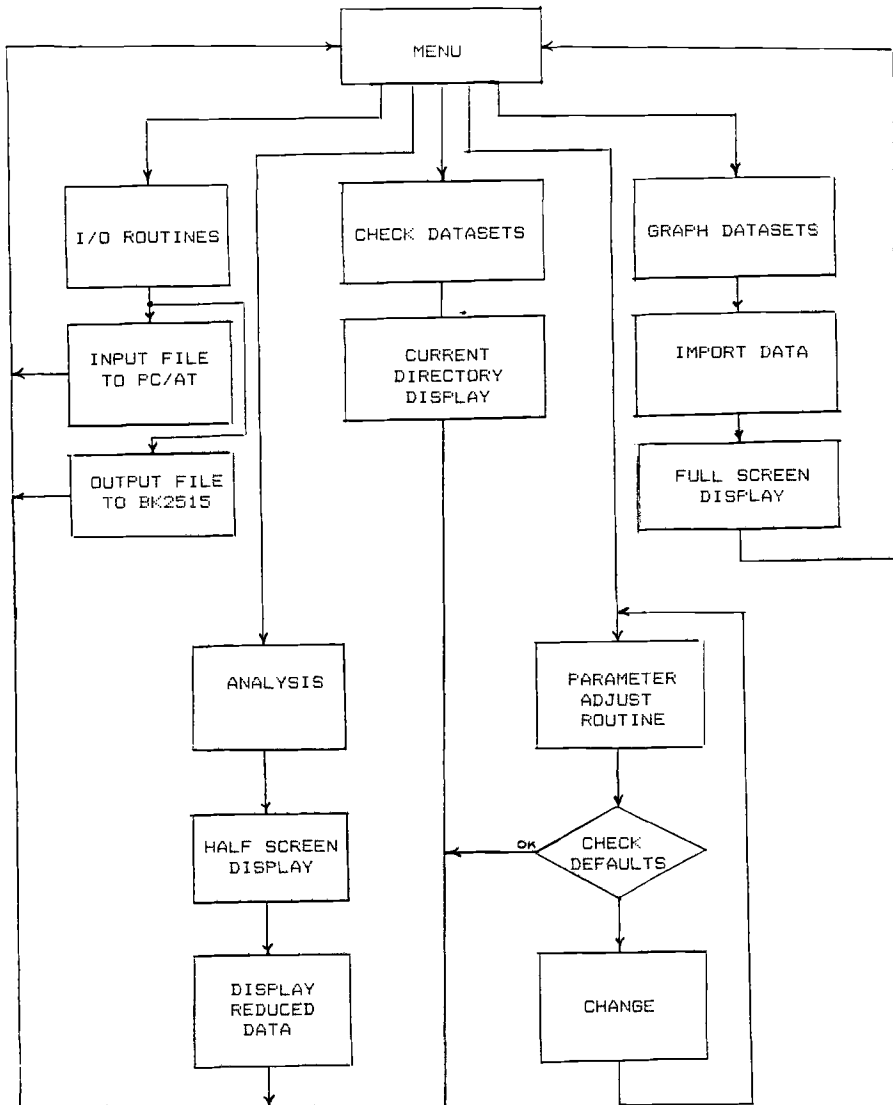 MENU
I/O ROUTINES
CHECK DATASETS
GRAPH DATASETS
INPUT FILE
TO PC/AT
CURRENT
DIRECTORY
DISPLAY
IMPORT DATA
OUTPUT FILE
TO BK2515
FULL SCREEN
DISPLAY
ANALYSIS
PARAMETER
ADJUST
ROUTINE
HALF SCREEN
DISPLAY
OK
CHECK
DEFAULTS
DISPLAY
REDUCED
DATA
CHANGE